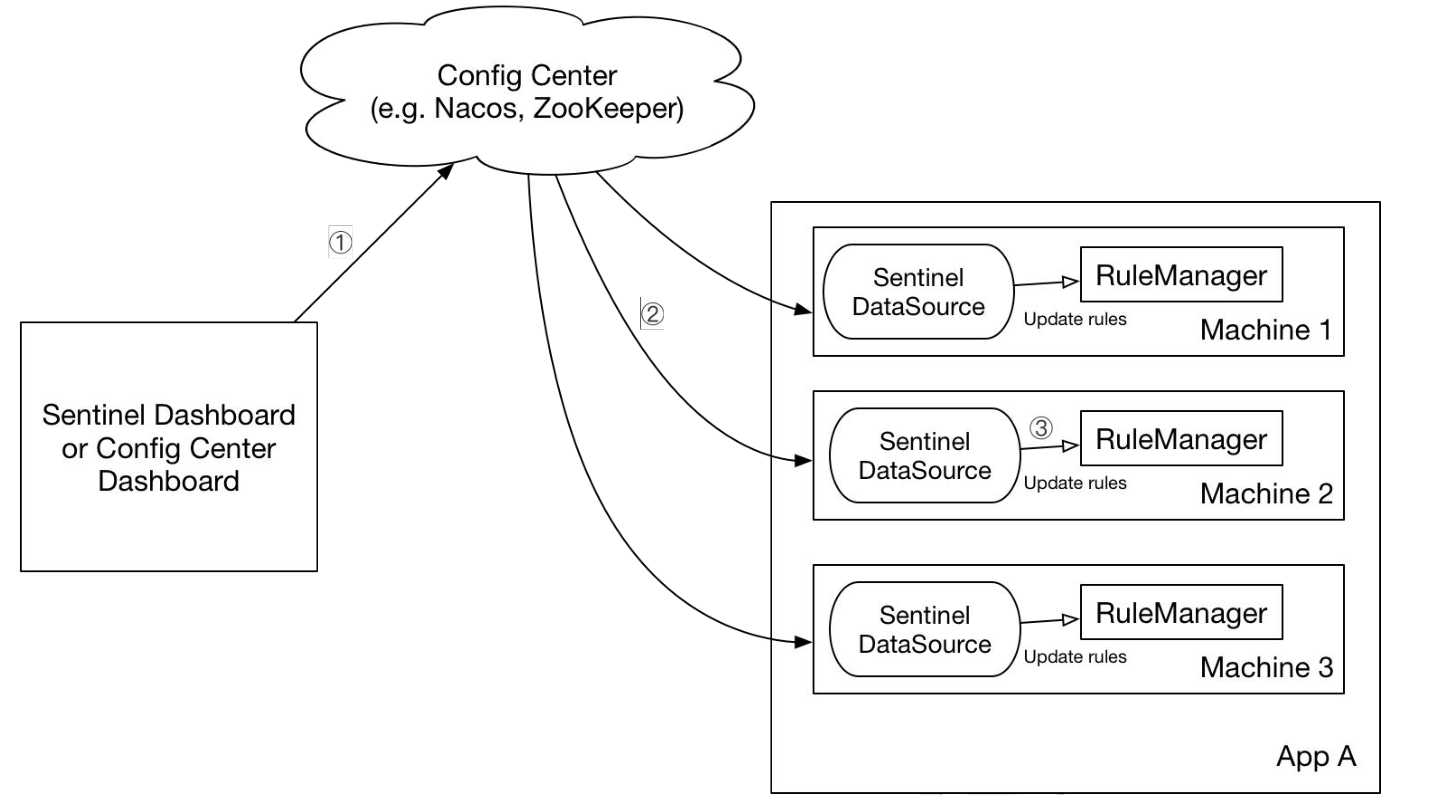 Config Center
(e.g. Nacos, ZooKeeper)
①
②
Sentinel Dashboard
or Config Center
Dashboard
Sentinel
DataSource
RuleManager
Update rules
Machine 1
Sentinel
DataSource
③
RuleManager
Update rules
Machine 2
Sentinel
DataSource
RuleManager
Update rules
Machine 3
App A